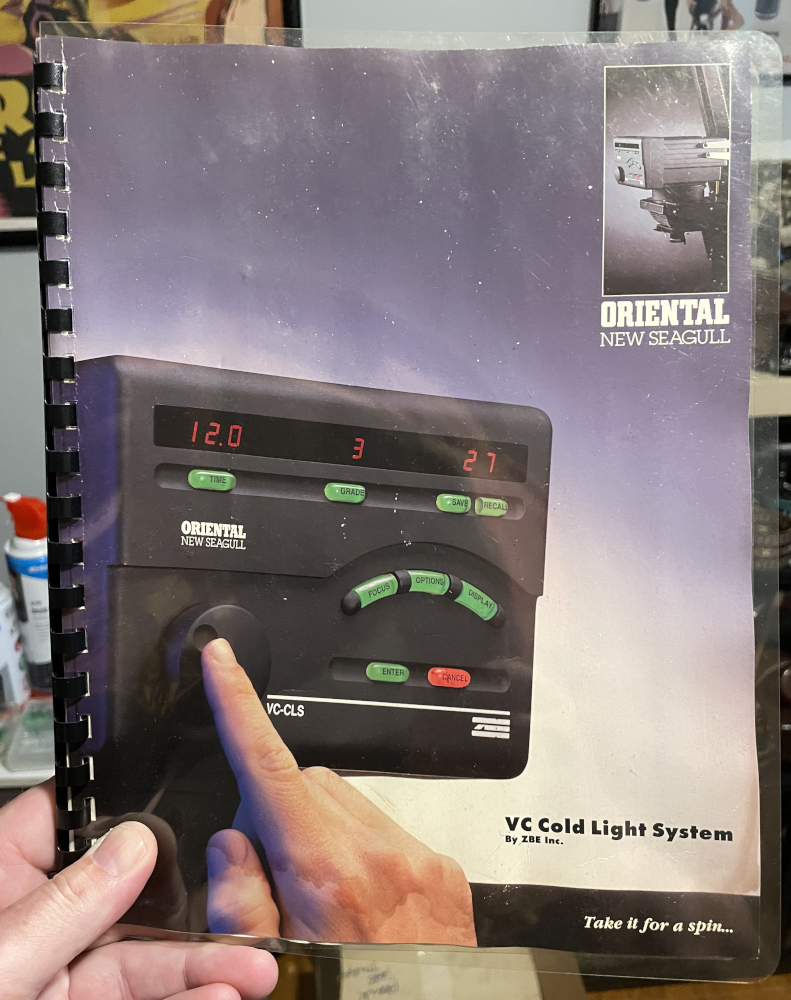 ORIENTAL
NEW SEAGULL
12.0 3 27
TIME GRADE SAVE RECALL
ORIENTAL
NEW SEAGULL
FOCUS OPTIONS DISPLAY
ENTER CANCEL
VC-CLS
VC Cold Light System
By ZBE Inc.
Take it for a spin...